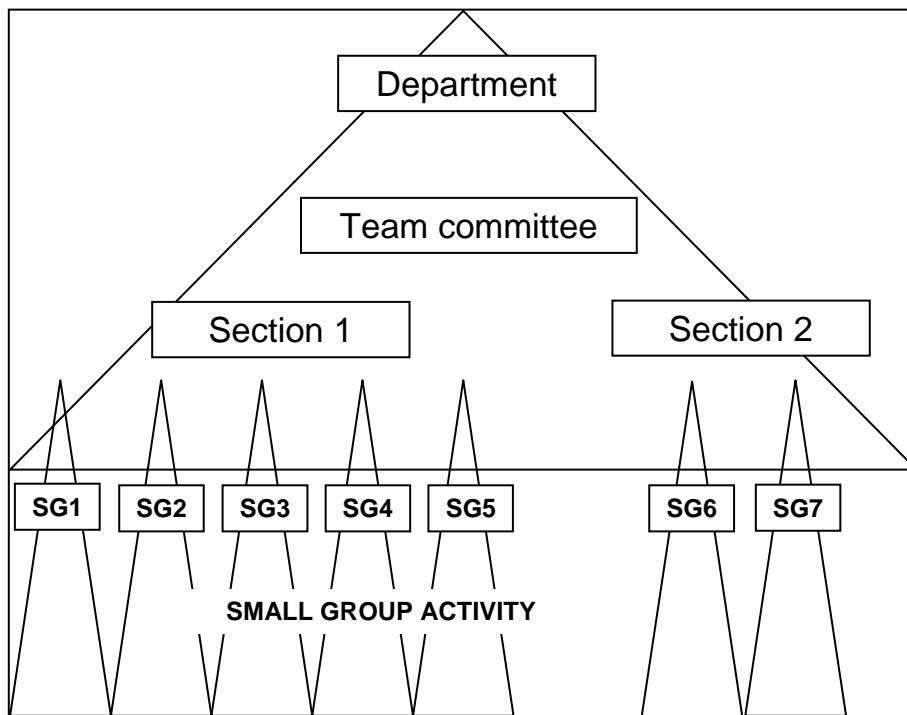 Department
Team committee
Section 1 Section 2
SG1 SG2 SG3 SG4 SG5 SG6 SG7
SMALL GROUP ACTIVITY